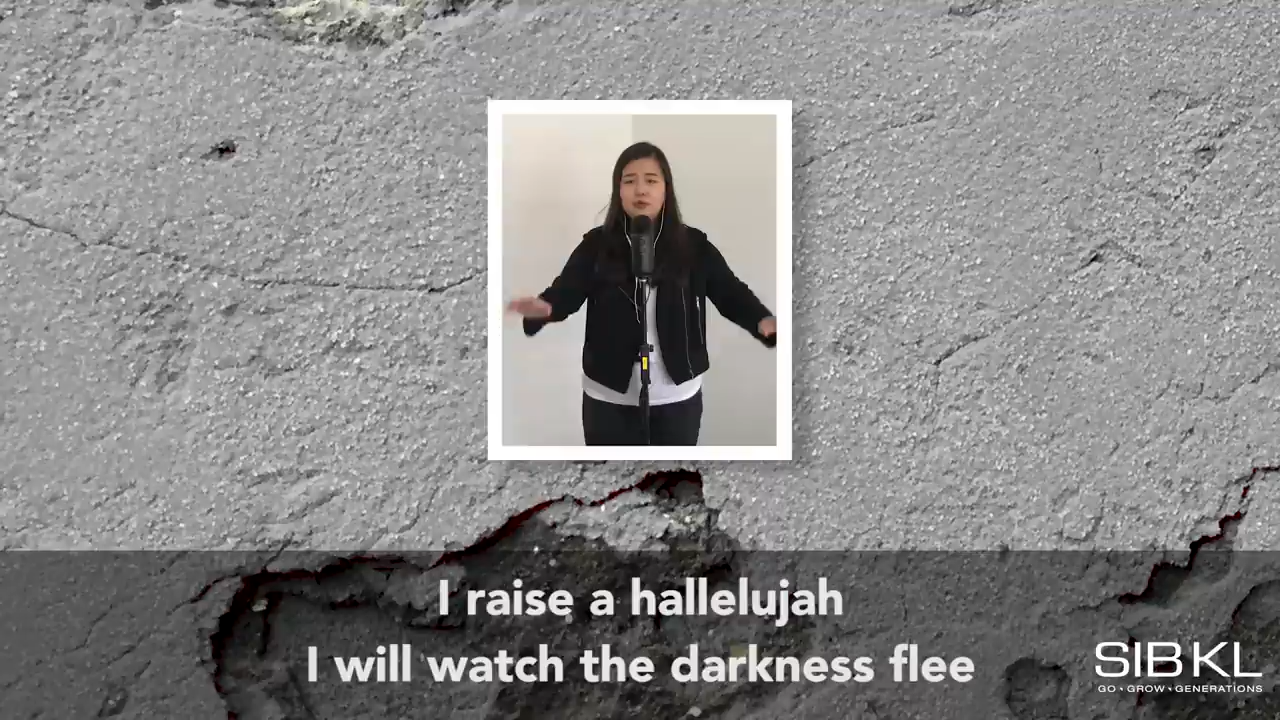 I raise a hallelujah
I will watch the darkness flee
SIBKL
GO • GROW • GENERATIONS